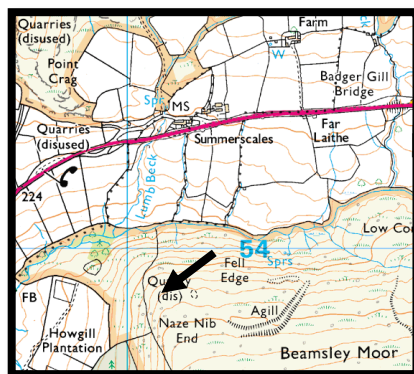 Quarries
(disused)
Farm
W
Point
Crag
Badger Gill
Bridge
Spr
MS
Quarries
(disused)
Summerscales
Far
Laithe
Lumb Beck
224
54
Low
Sprs
Fell
Edge
(dis)
FB
Agill
Naze Nib
End
Howgill
Plantation
Beamsley Moor